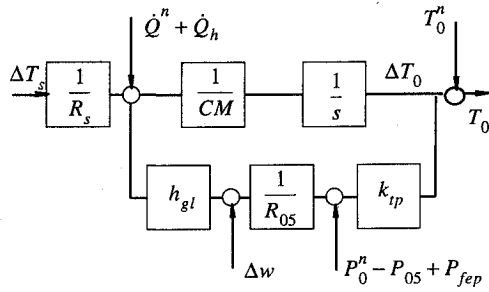 Q̇ⁿ + Q̇ₕ
T₀ⁿ
ΔTₛ
1/Rₛ
1/CM
1/s
ΔT₀
T₀
h_gl
1/R₀₅
k_tp
Δw
P₀ⁿ − P₀₅ + P_fep